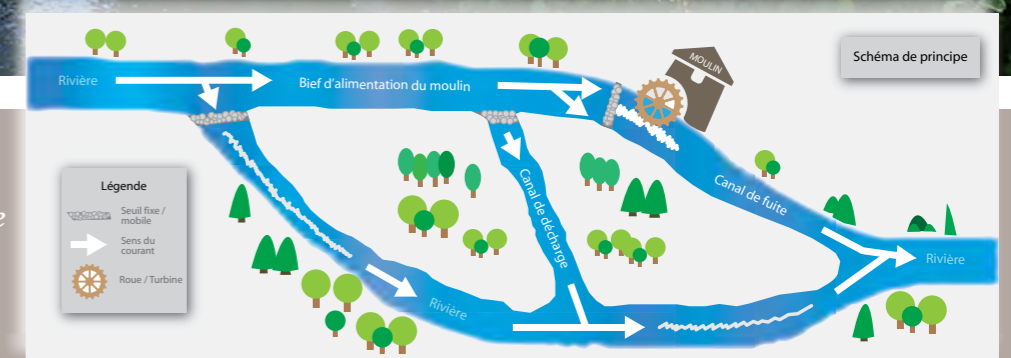 Schéma de principe
MOULIN
Rivière
Bief d'alimentation du moulin
Canal de fuite
Canal de décharge
Rivière
Rivière
Légende
Seuil fixe /
mobile
Sens du
courant
Roue / Turbine
e